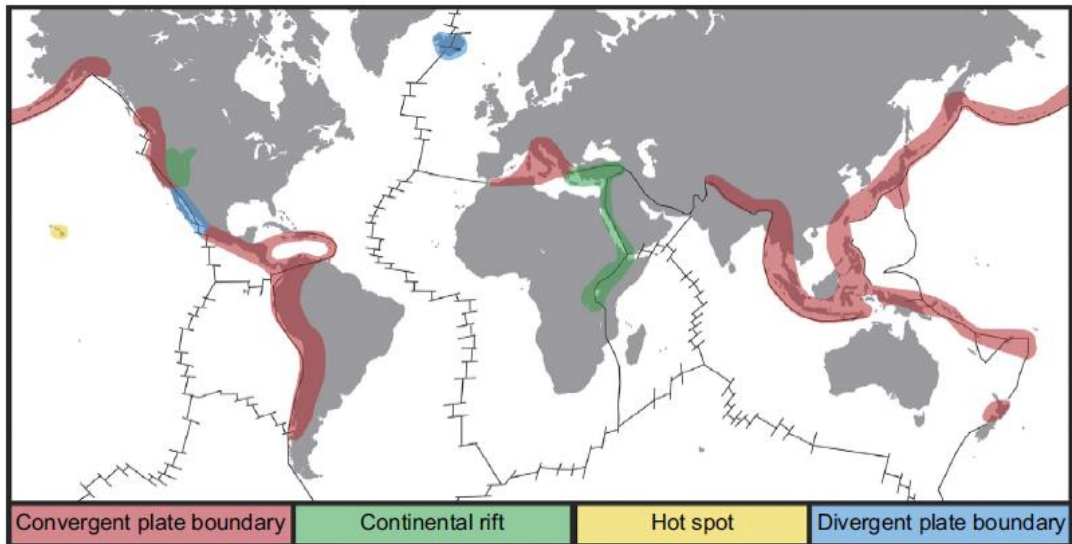 Convergent plate boundary
Continental rift
Hot spot
Divergent plate boundary